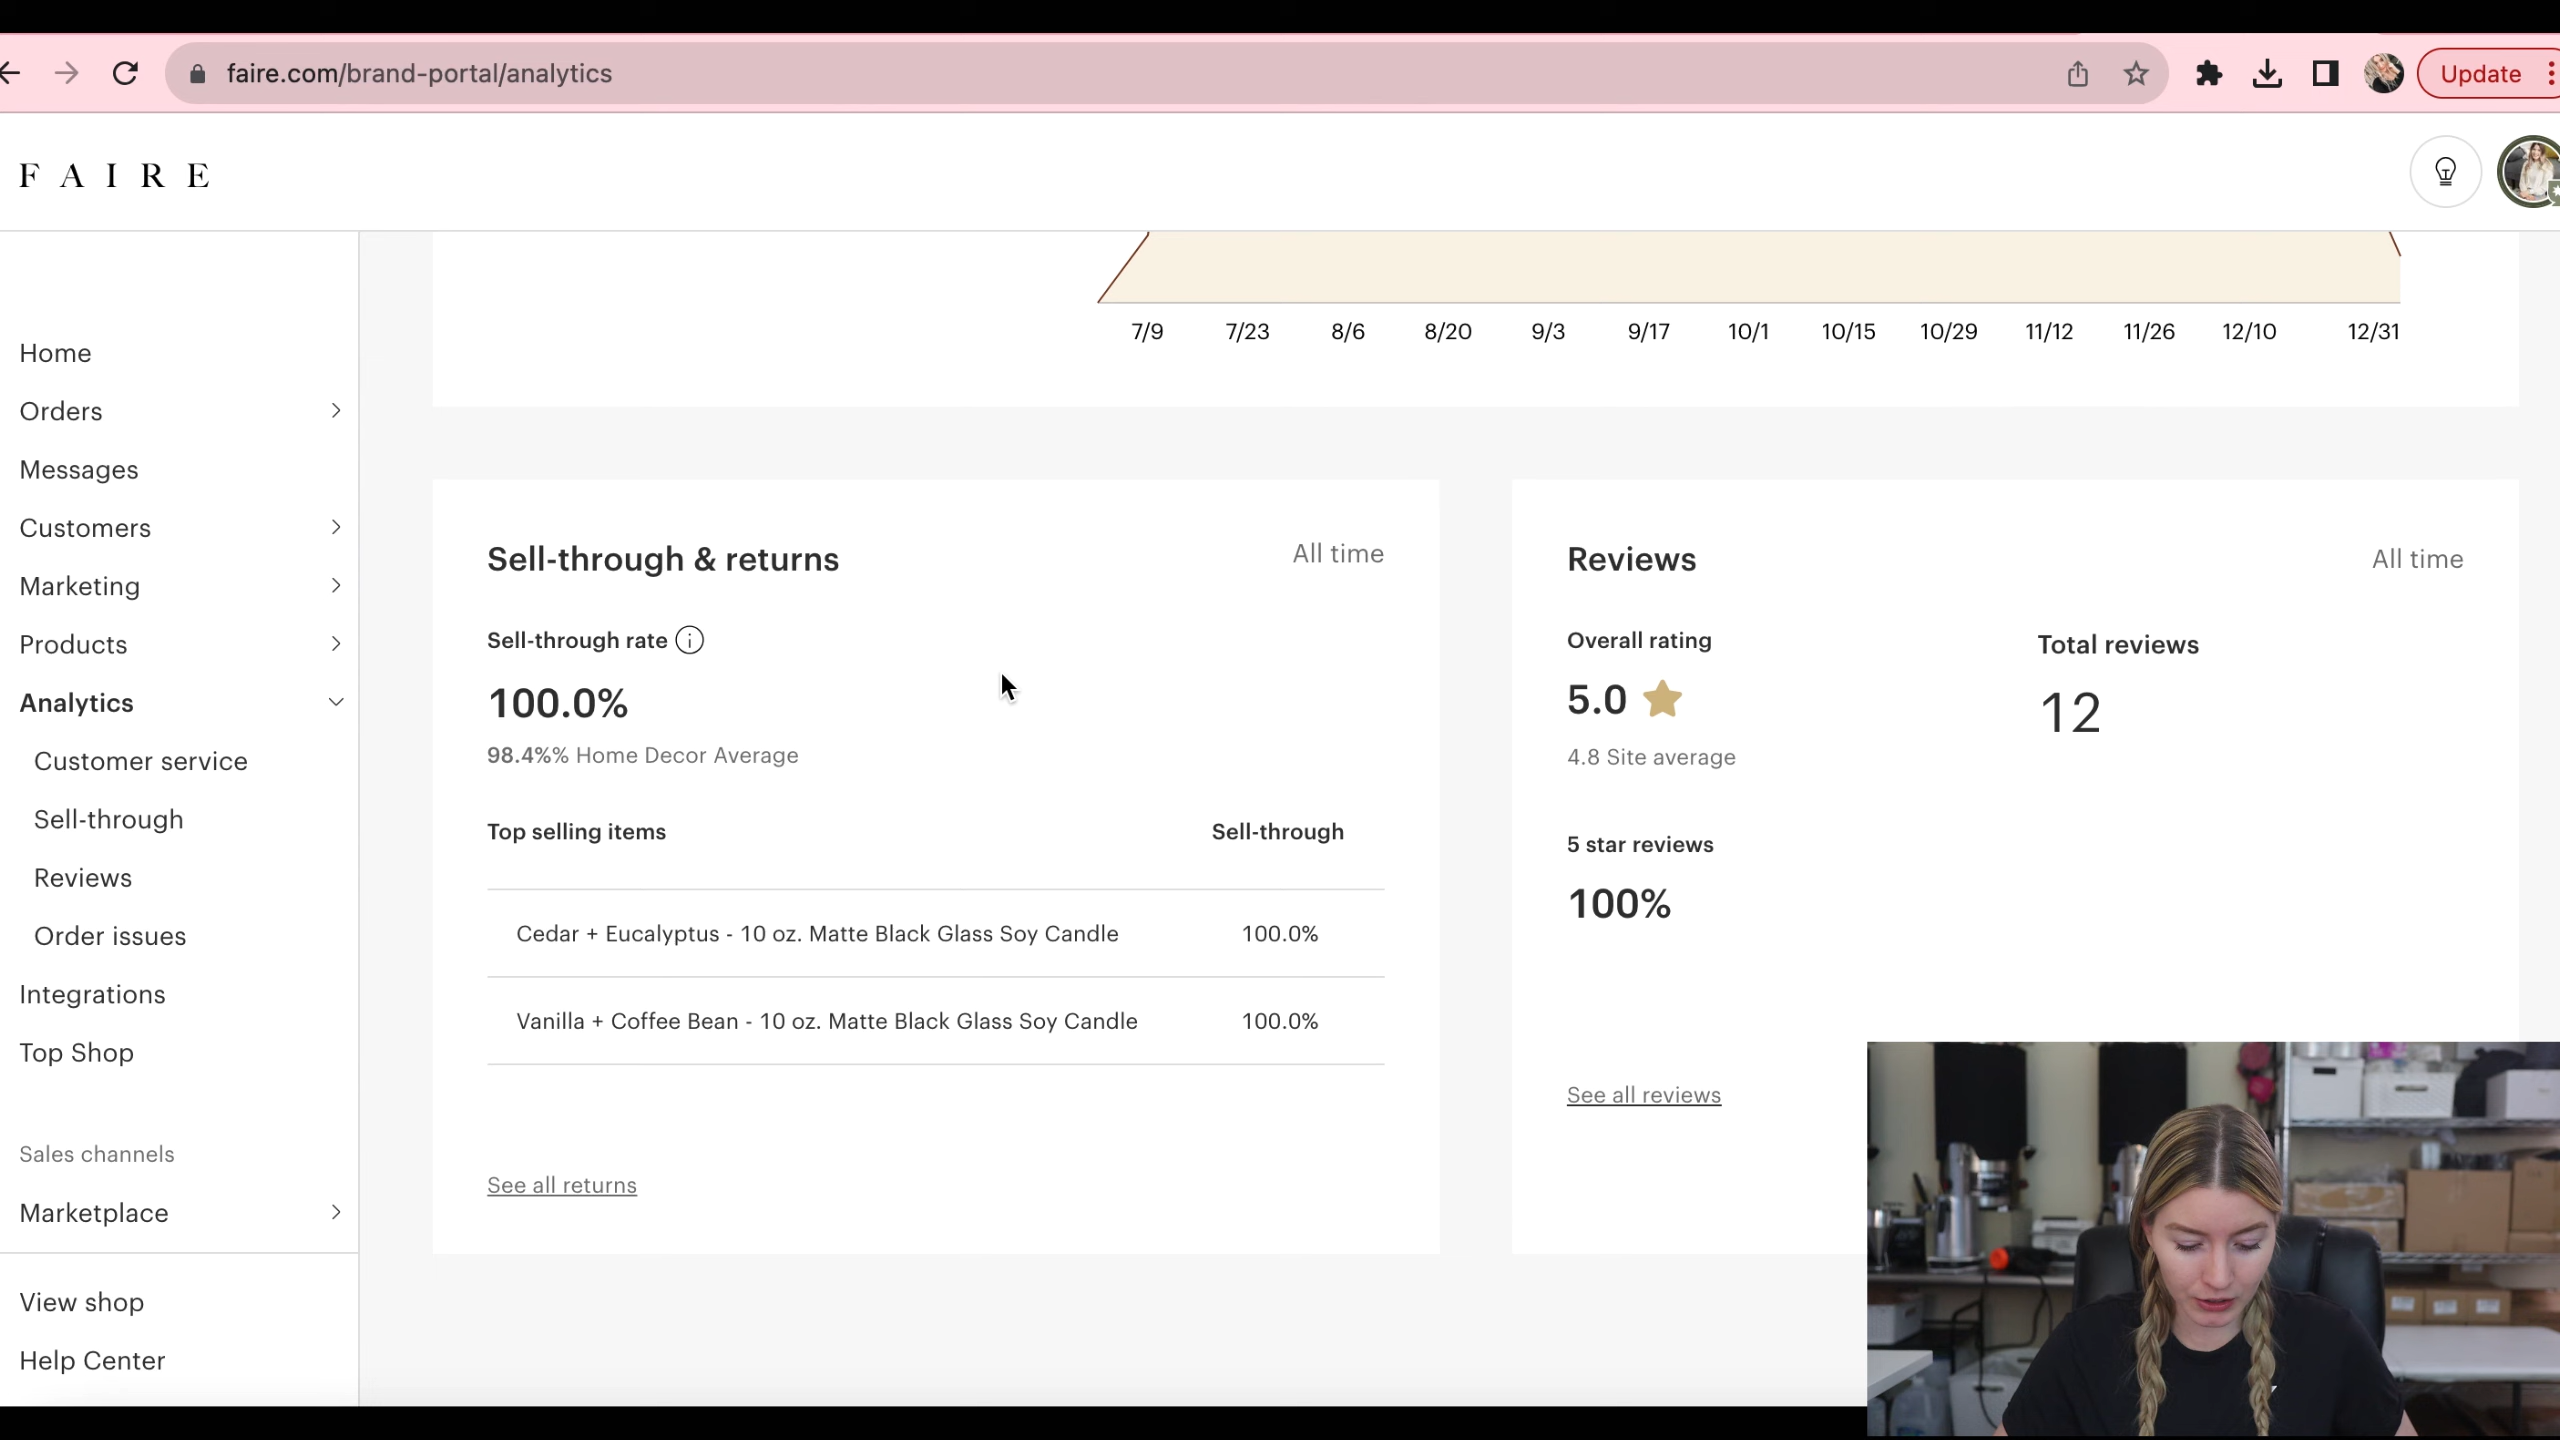 faire.com/brand-portal/analytics
Update
FAIRE
Home
Orders
Messages
Customers
Marketing
Products
Analytics
Customer service
Sell-through
Reviews
Order issues
Integrations
Top Shop
Sales channels
Marketplace
View shop
Help Center
7/9 7/23 8/6 8/20 9/3 9/17 10/1 10/15 10/29 11/12 11/26 12/10 12/31
Sell-through & returns All time
Sell-through rate
100.0%
98.4%% Home Decor Average
Top selling items Sell-through
Cedar + Eucalyptus - 10 oz. Matte Black Glass Soy Candle 100.0%
Vanilla + Coffee Bean - 10 oz. Matte Black Glass Soy Candle 100.0%
See all returns
Reviews All time
Overall rating Total reviews
5.0 12
4.8 Site average
5 star reviews
100%
See all reviews